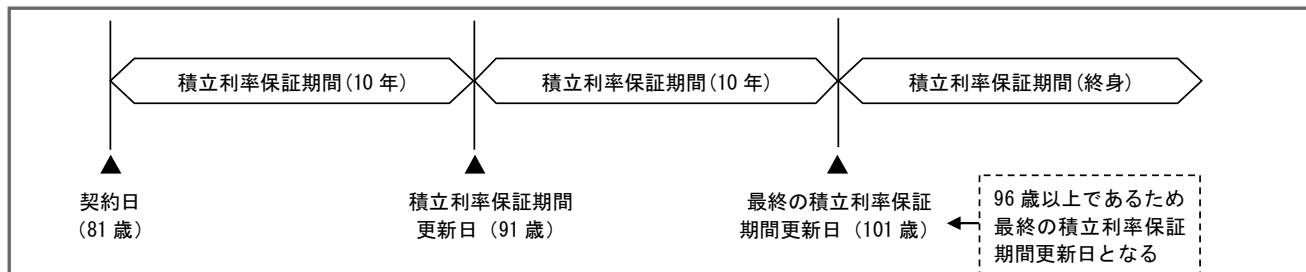 積立利率保証期間(10年)
積立利率保証期間(10年)
積立利率保証期間(終身)
契約日
(81歳)
積立利率保証期間
更新日(91歳)
最終の積立利率保証
期間更新日(101歳)
96歳以上であるため
最終の積立利率保証
期間更新日となる